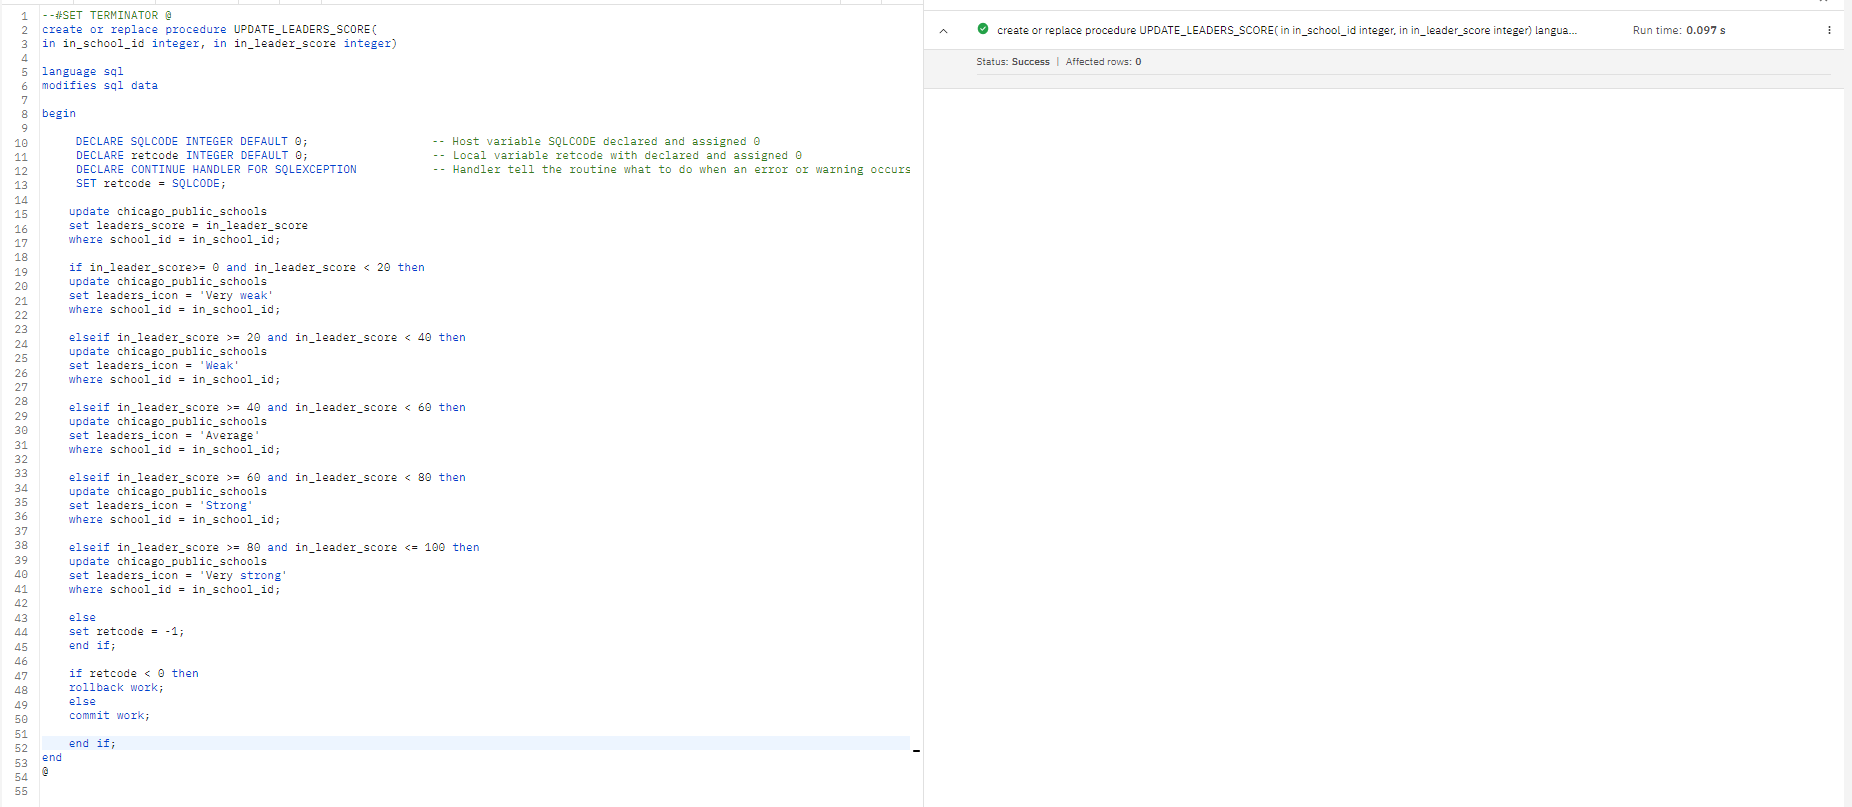 1 --#SET TERMINATOR @
2 create or replace procedure UPDATE_LEADERS_SCORE(
3 in in_school_id integer, in in_leader_score integer)
4
5 language sql
6 modifies sql data
7
8 begin
9
10 DECLARE SQLCODE INTEGER DEFAULT 0; -- Host variable SQLCODE declared and assigned 0
11 DECLARE retcode INTEGER DEFAULT 0; -- Local variable retcode with declared and assigned 0
12 DECLARE CONTINUE HANDLER FOR SQLEXCEPTION -- Handler tell the routine what to do when an error or warning occurs
13 SET retcode = SQLCODE;
14
15 update chicago_public_schools
16 set leaders_score = in_leader_score
17 where school_id = in_school_id;
18
19 if in_leader_score>= 0 and in_leader_score < 20 then
20 update chicago_public_schools
21 set leaders_icon = 'Very weak'
22 where school_id = in_school_id;
23
24 elseif in_leader_score >= 20 and in_leader_score < 40 then
25 update chicago_public_schools
26 set leaders_icon = 'Weak'
27 where school_id = in_school_id;
28
29 elseif in_leader_score >= 40 and in_leader_score < 60 then
30 update chicago_public_schools
31 set leaders_icon = 'Average'
32 where school_id = in_school_id;
33
34 elseif in_leader_score >= 60 and in_leader_score < 80 then
35 update chicago_public_schools
36 set leaders_icon = 'Strong'
37 where school_id = in_school_id;
38
39 elseif in_leader_score >= 80 and in_leader_score <= 100 then
40 update chicago_public_schools
41 set leaders_icon = 'Very strong'
42 where school_id = in_school_id;
43
44 else
45 set retcode = -1;
46 end if;
47
48 if retcode < 0 then
49 rollback work;
50 else
51 commit work;
52
53 end if;
54 end
55 @
create or replace procedure UPDATE_LEADERS_SCORE( in in_school_id integer, in in_leader_score integer) langua... Run time: 0.097 s
Status: Success | Affected rows: 0